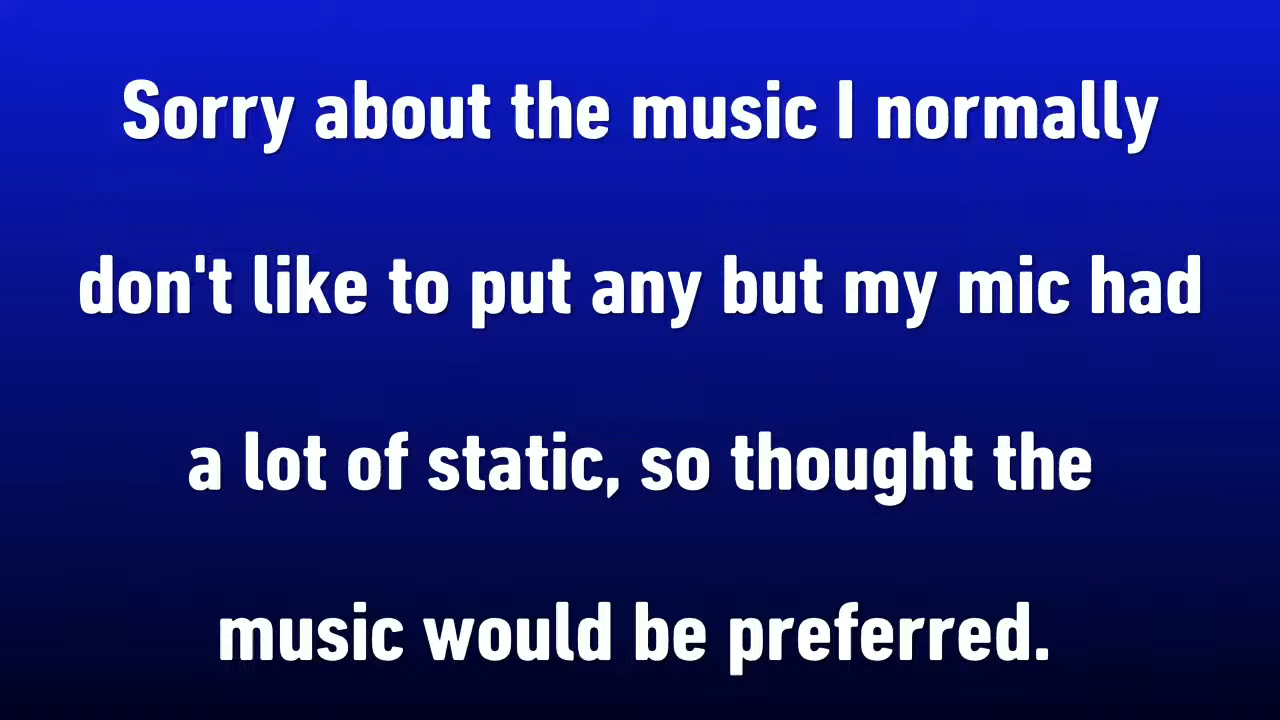 Sorry about the music I normally
don't like to put any but my mic had
a lot of static, so thought the
music would be preferred.